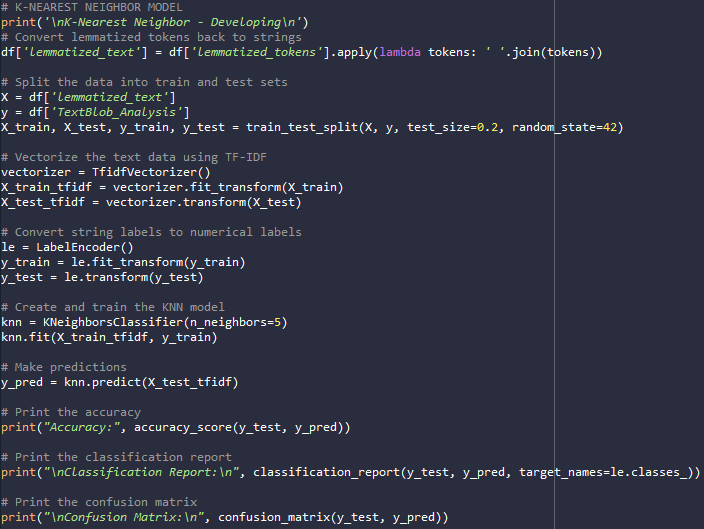 # K-NEAREST NEIGHBOR MODEL
print('\nK-Nearest Neighbor - Developing\n')
# Convert lemmatized tokens back to strings
df['lemmatized_text'] = df['lemmatized_tokens'].apply(lambda tokens: ' '.join(tokens))
# Split the data into train and test sets
X = df['lemmatized_text']
y = df['TextBlob_Analysis']
X_train, X_test, y_train, y_test = train_test_split(X, y, test_size=0.2, random_state=42)
# Vectorize the text data using TF-IDF
vectorizer = TfidfVectorizer()
X_train_tfidf = vectorizer.fit_transform(X_train)
X_test_tfidf = vectorizer.transform(X_test)
# Convert string labels to numerical labels
le = LabelEncoder()
y_train = le.fit_transform(y_train)
y_test = le.transform(y_test)
# Create and train the KNN model
knn = KNeighborsClassifier(n_neighbors=5)
knn.fit(X_train_tfidf, y_train)
# Make predictions
y_pred = knn.predict(X_test_tfidf)
# Print the accuracy
print("Accuracy:", accuracy_score(y_test, y_pred))
# Print the classification report
print("\nClassification Report:\n", classification_report(y_test, y_pred, target_names=le.classes_))
# Print the confusion matrix
print("\nConfusion Matrix:\n", confusion_matrix(y_test, y_pred))